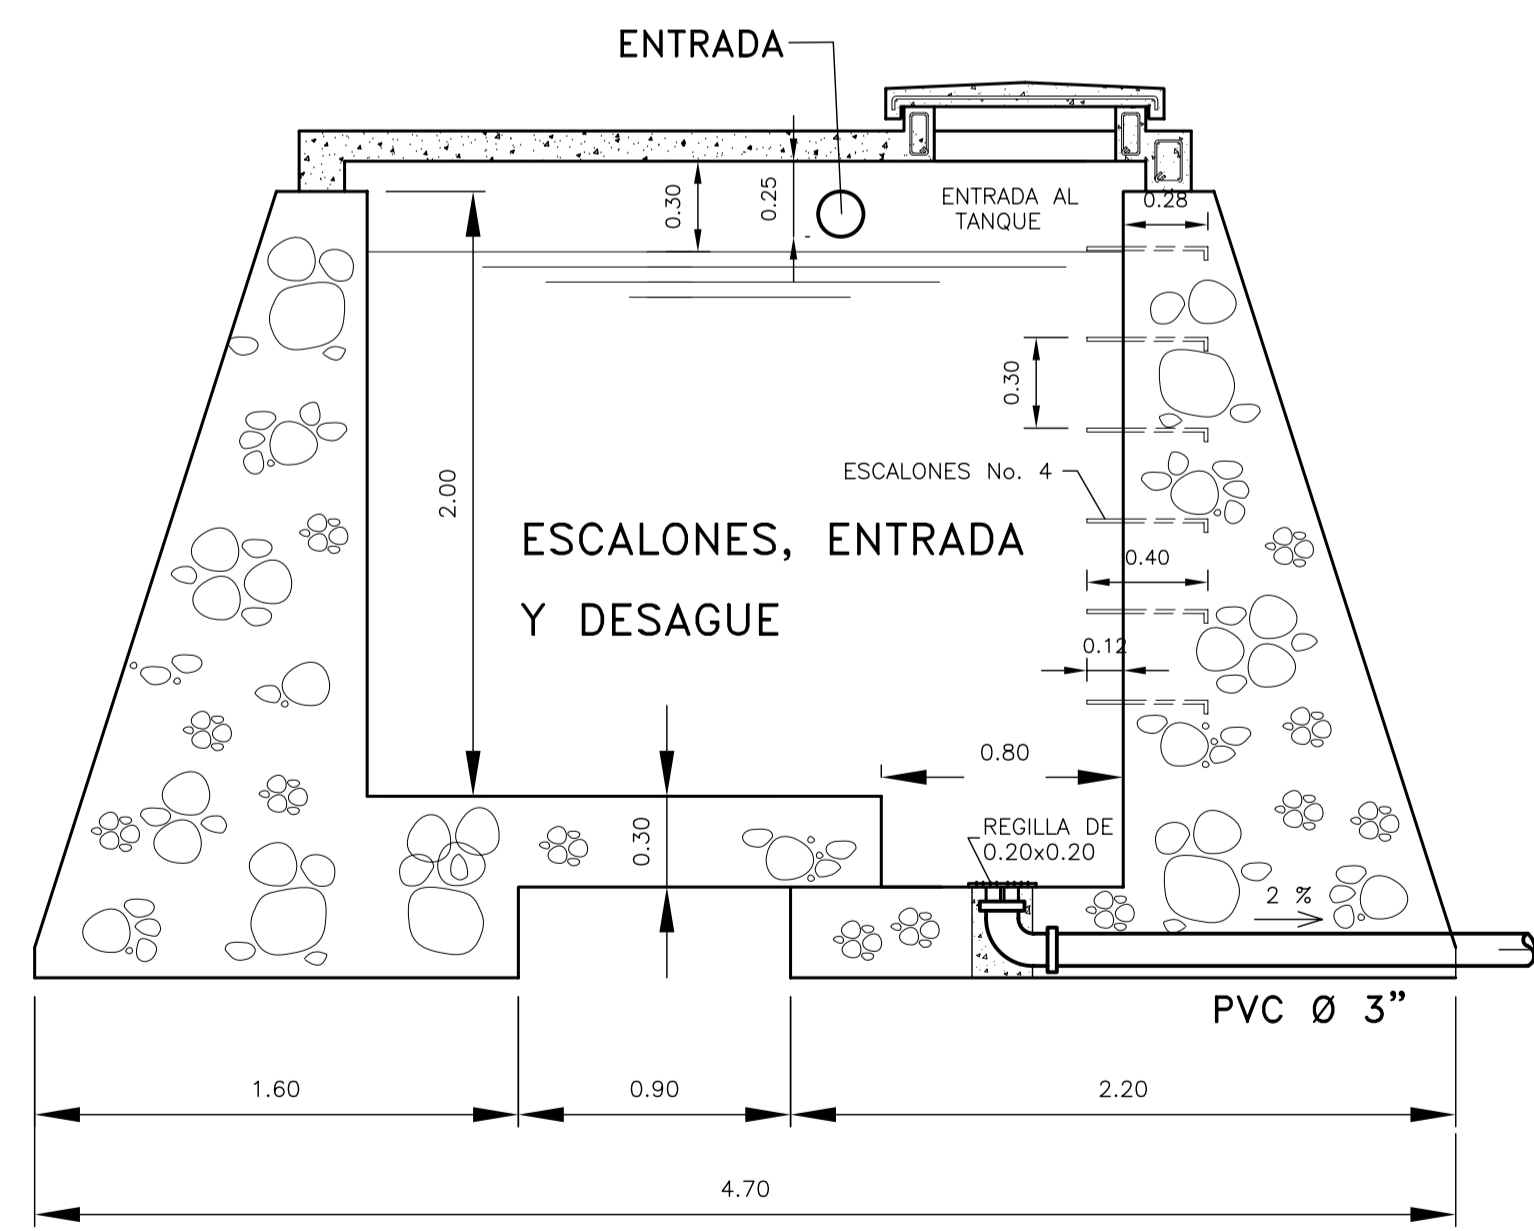 ENTRADA
0.30
0.25
ENTRADA AL
TANQUE
0.28
0.30
2.00
ESCALONES No. 4
ESCALONES, ENTRADA
Y DESAGUE
0.40
0.12
0.80
0.30
REGILLA DE
0.20x0.20
2 %
PVC Ø 3"
1.60
0.90
2.20
4.70